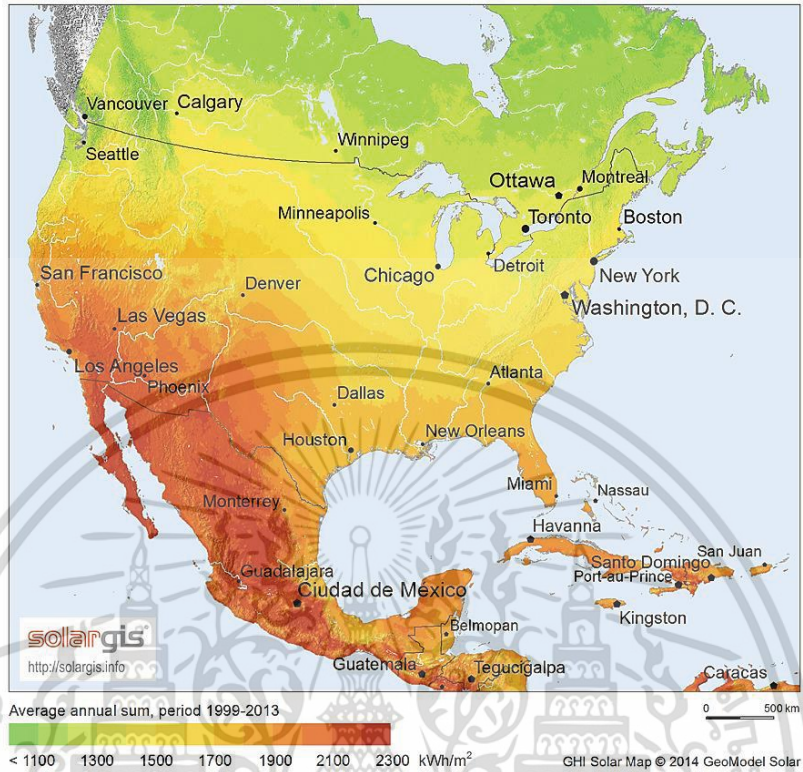 Vancouver
Calgary
Seattle
Winnipeg
Ottawa
Montreal
Minneapolis
Toronto
Boston
San Francisco
Denver
Chicago
Detroit
New York
Las Vegas
Washington, D. C.
Los Angeles
Phoenix
Atlanta
Dallas
Houston
New Orleans
Miami
Nassau
Monterrey
Havanna
San Juan
Santo Domingo
Guadalajara
Port-au-Prince
Ciudad de Mexico
Kingston
Belmopan
solargis
http://solargis.info
Guatemala
Tegucigalpa
Caracas
Average annual sum, period 1999-2013
0 500 km
< 1100 1300 1500 1700 1900 2100 2300 kWh/m²
GHI Solar Map © 2014 GeoModel Solar